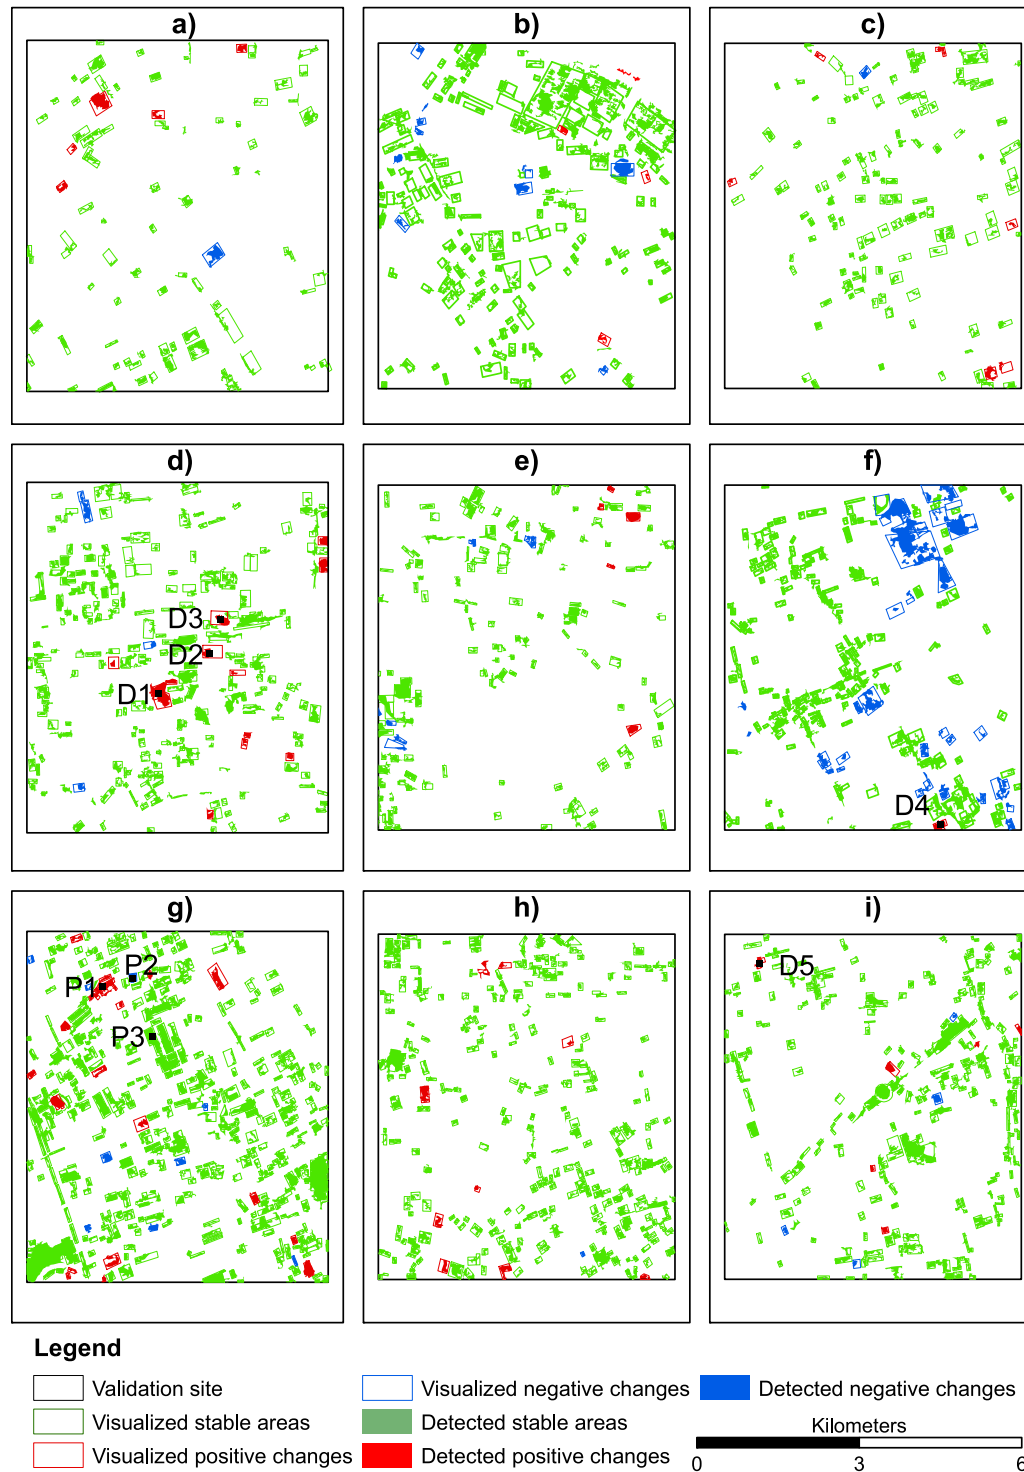 a)
b)
c)
d)
D3
D2
D1
e)
f)
D4
g)
P2
P1
P3
h)
i)
D5
Legend
Validation site
Visualized negative changes
Detected negative changes
Visualized stable areas
Detected stable areas
Kilometers
Visualized positive changes
Detected positive changes
0 3 6